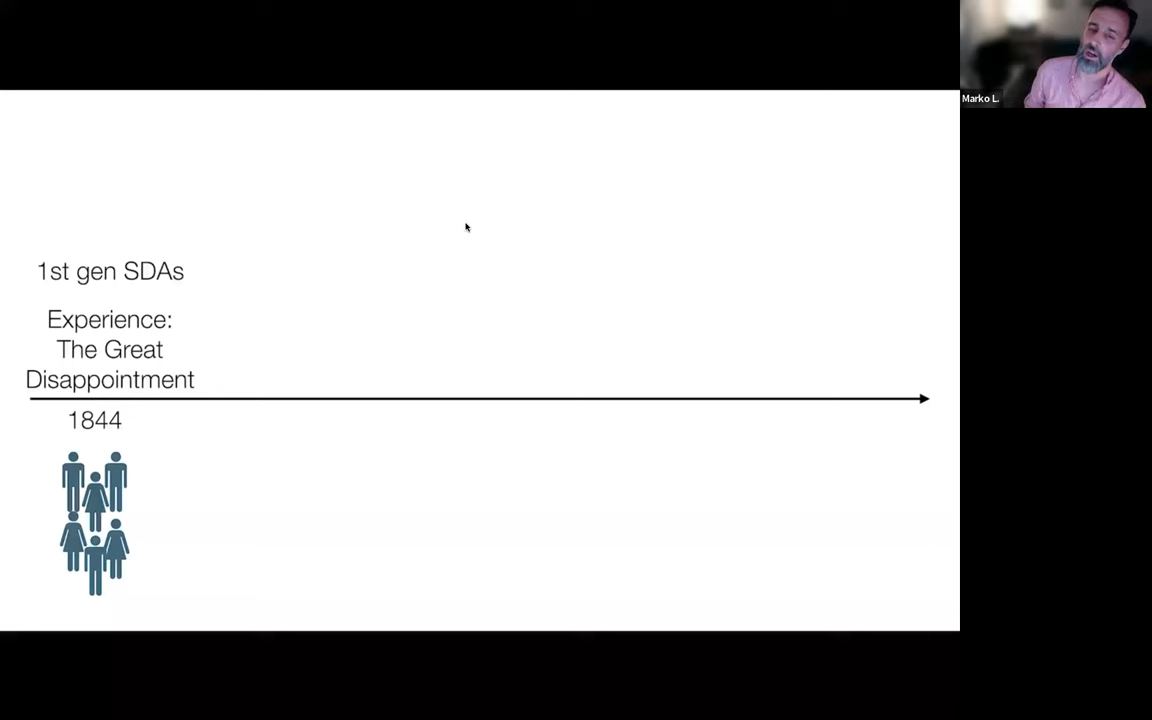 Marko L.
1st gen SDAs
Experience:
The Great
Disappointment
1844